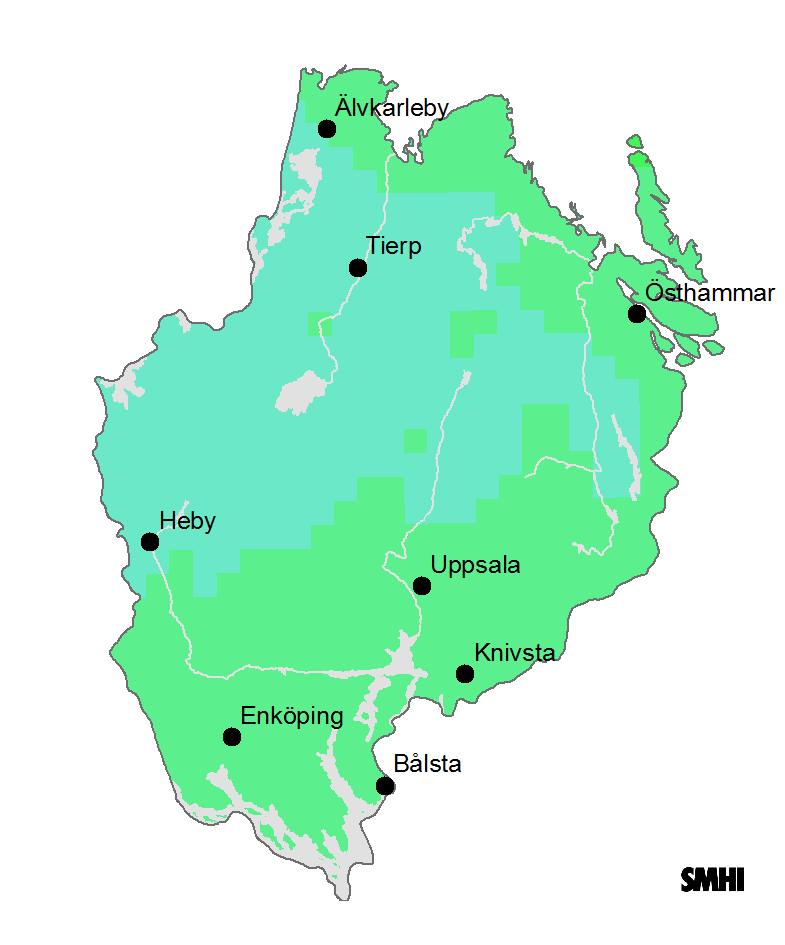 Älvkarleby
Tierp
Östhammar
Heby
Uppsala
Knivsta
Enköping
Bålsta
SMHI